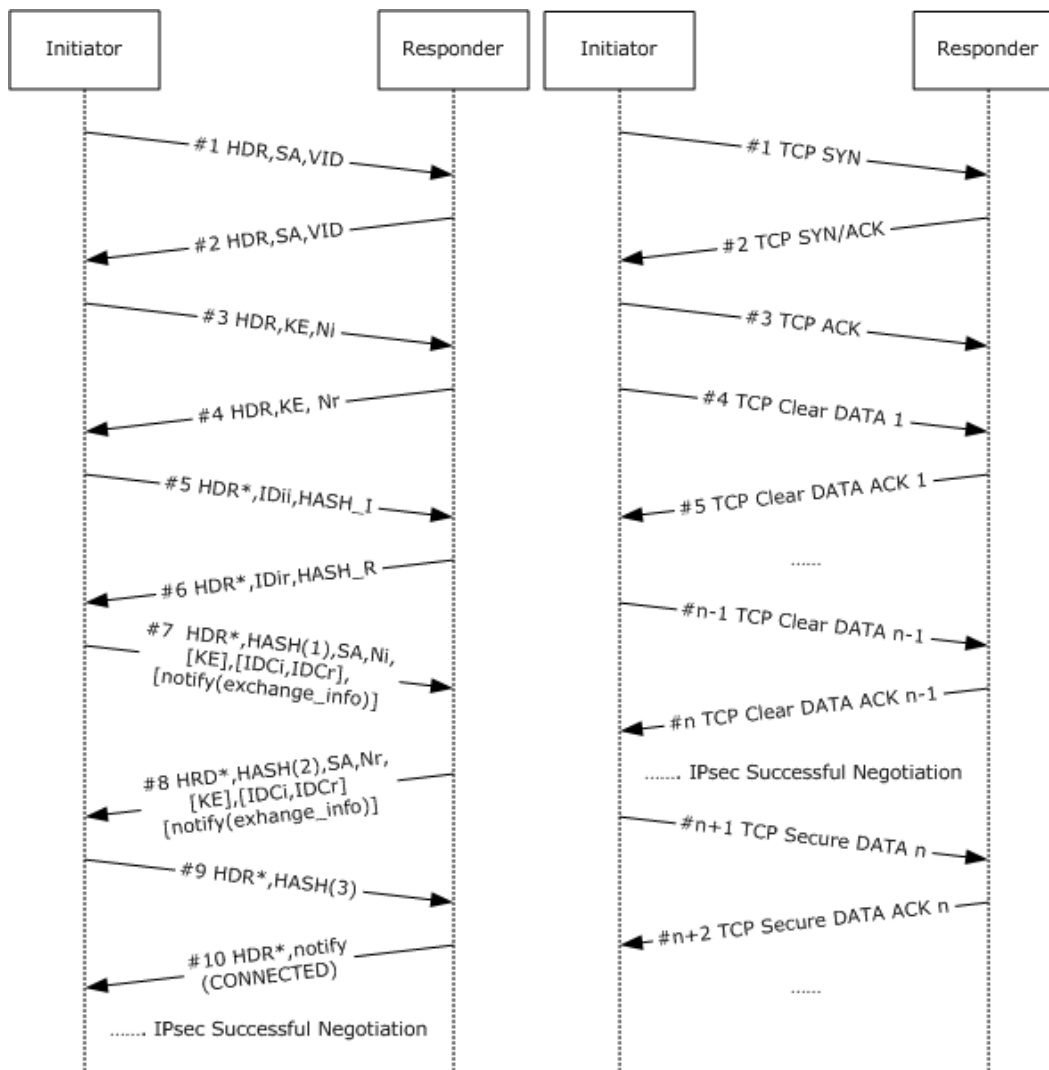 Initiator
Responder
#1 HDR,SA,VID
#2 HDR,SA,VID
#3 HDR,KE,Ni
#4 HDR,KE, Nr
#5 HDR*,IDii,HASH_I
#6 HDR*,IDir,HASH_R
#7 HDR*,HASH(1),SA,Ni,
[KE],[IDCi,IDCr],
[notify(exchange_info)]
#8 HRD*,HASH(2),SA,Nr,
[KE],[IDCi,IDCr]
[notify(exhange_info)]
#9 HDR*,HASH(3)
#10 HDR*,notify
(CONNECTED)
....... IPsec Successful Negotiation
Initiator
Responder
#1 TCP SYN
#2 TCP SYN/ACK
#3 TCP ACK
#4 TCP Clear DATA 1
#5 TCP Clear DATA ACK 1
......
#n-1 TCP Clear DATA n-1
#n TCP Clear DATA ACK n-1
....... IPsec Successful Negotiation
#n+1 TCP Secure DATA n
#n+2 TCP Secure DATA ACK n
......